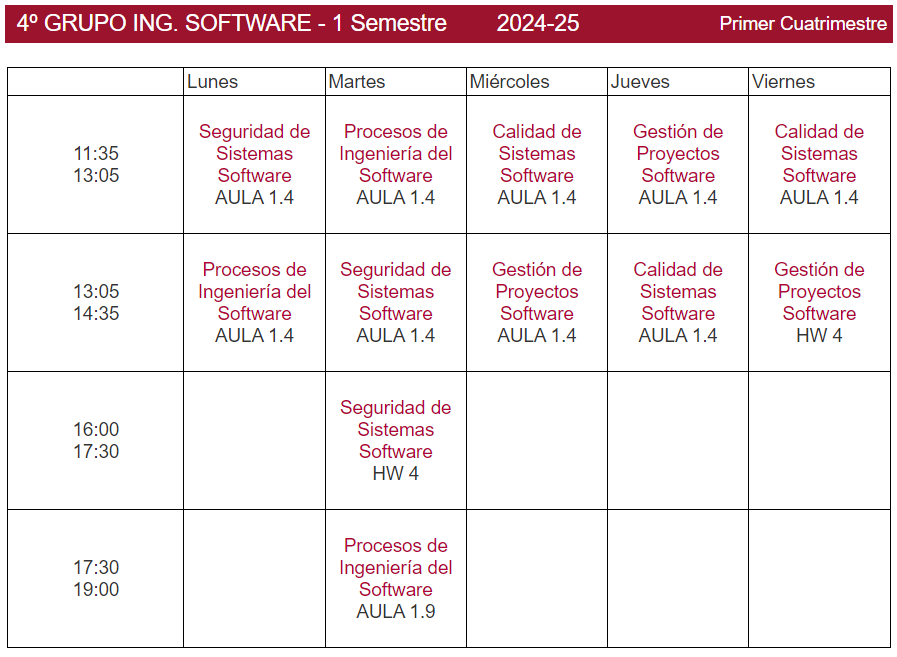 4º GRUPO ING. SOFTWARE - 1 Semestre 2024-25 Primer Cuatrimestre
Lunes Martes Miércoles Jueves Viernes
11:35
13:05
Seguridad de
Sistemas
Software
AULA 1.4
Procesos de
Ingeniería del
Software
AULA 1.4
Calidad de
Sistemas
Software
AULA 1.4
Gestión de
Proyectos
Software
AULA 1.4
Calidad de
Sistemas
Software
AULA 1.4
13:05
14:35
Procesos de
Ingeniería del
Software
AULA 1.4
Seguridad de
Sistemas
Software
AULA 1.4
Gestión de
Proyectos
Software
AULA 1.4
Calidad de
Sistemas
Software
AULA 1.4
Gestión de
Proyectos
Software
HW 4
16:00
17:30
Seguridad de
Sistemas
Software
HW 4
17:30
19:00
Procesos de
Ingeniería del
Software
AULA 1.9